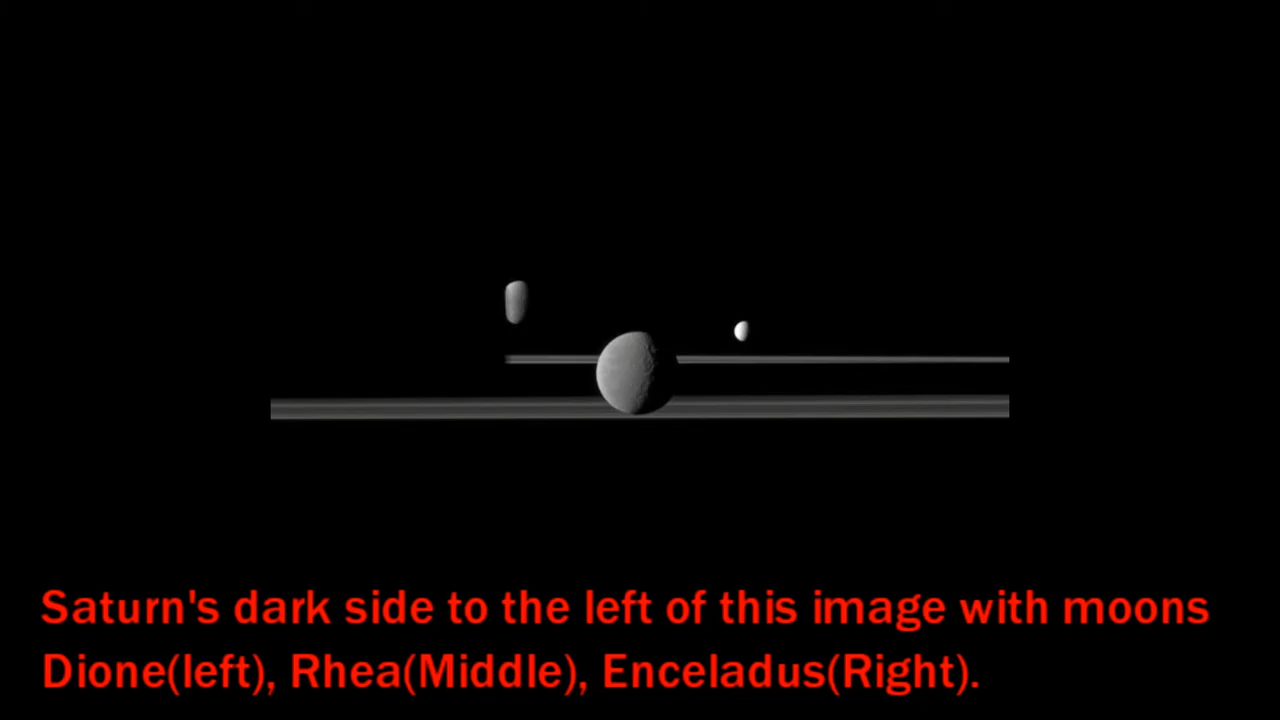 Saturn's dark side to the left of this image with moons
Dione(left), Rhea(Middle), Enceladus(Right).